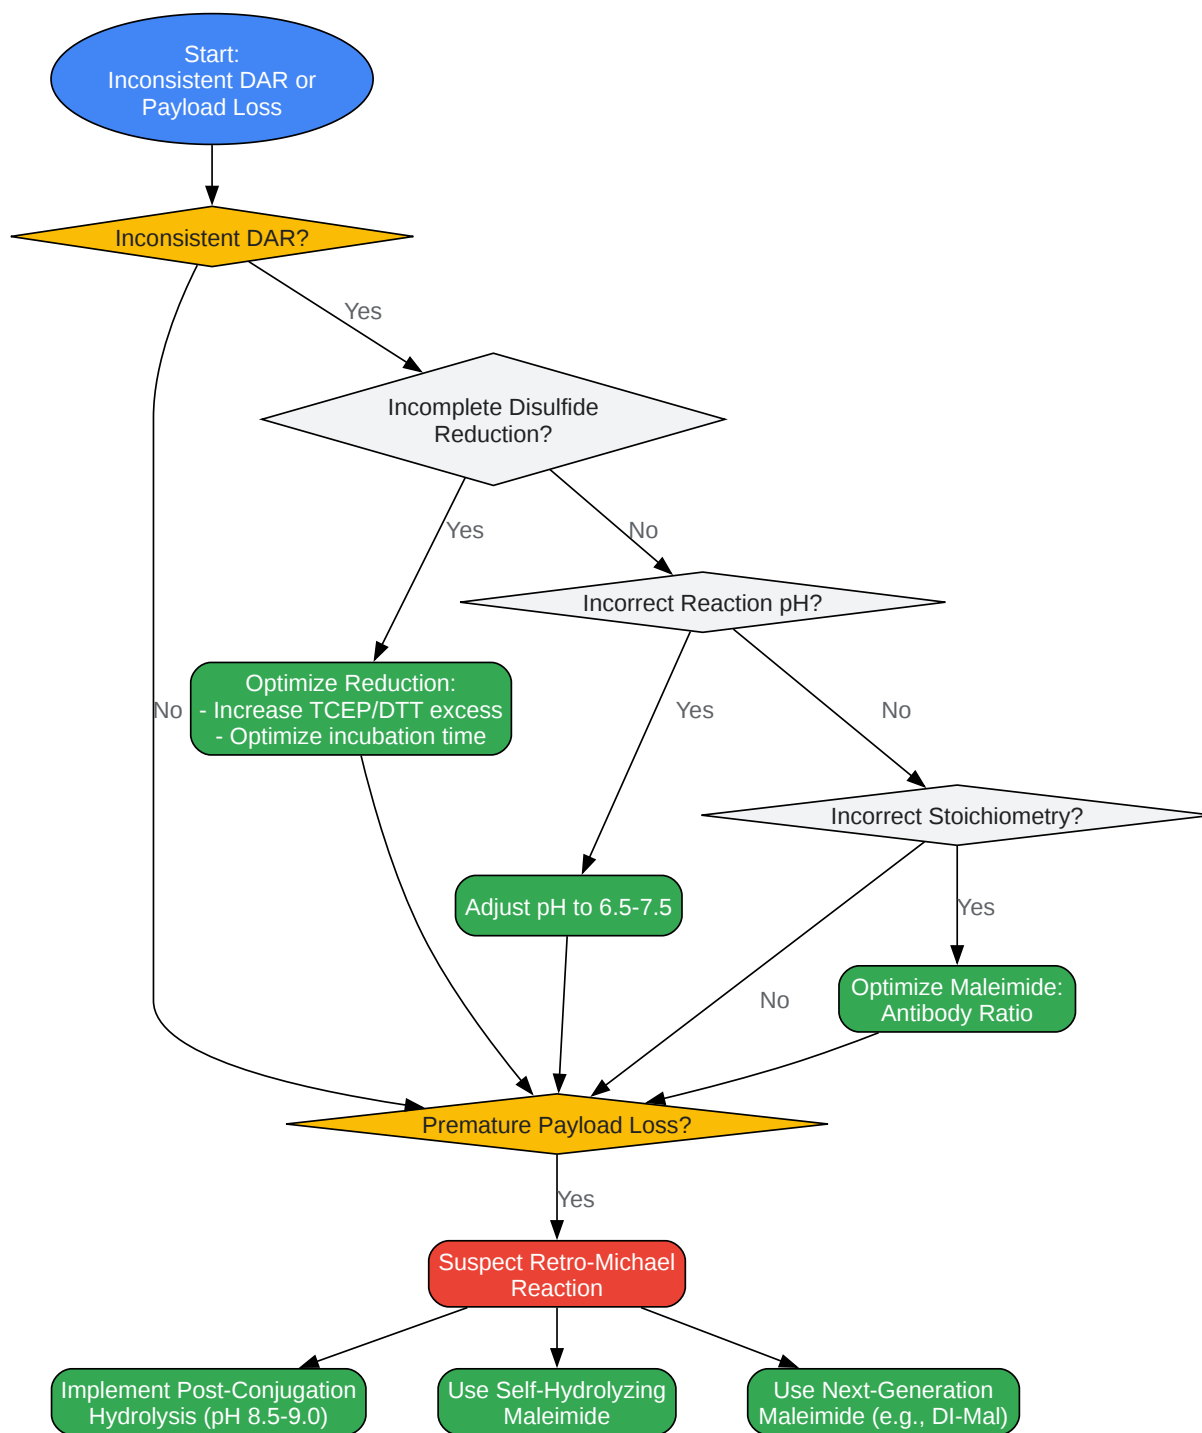 Start:
Inconsistent DAR or
Payload Loss
Inconsistent DAR?
Yes
Incomplete Disulfide
Reduction?
Yes
No
Incorrect Reaction pH?
Optimize Reduction:
- Increase TCEP/DTT excess
- Optimize incubation time
No
Yes
No
Incorrect Stoichiometry?
Adjust pH to 6.5-7.5
Yes
Optimize Maleimide:
Antibody Ratio
No
Premature Payload Loss?
Yes
Suspect Retro-Michael
Reaction
Implement Post-Conjugation
Hydrolysis (pH 8.5-9.0)
Use Self-Hydrolyzing
Maleimide
Use Next-Generation
Maleimide (e.g., DI-Mal)